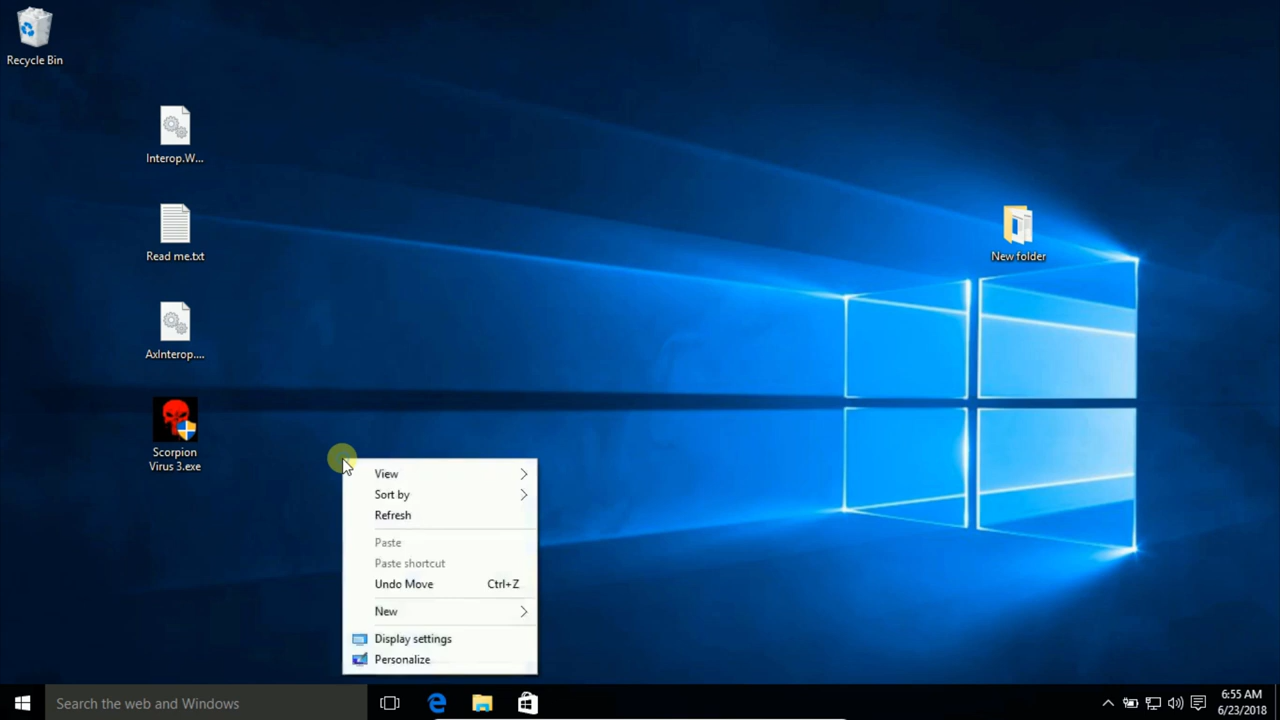 Recycle Bin
Interop.W...
Read me.txt
New folder
AxInterop....
Scorpion
Virus 3.exe
View
Sort by
Refresh
Paste
Paste shortcut
Undo Move Ctrl+Z
New
Display settings
Personalize
Search the web and Windows
6:55 AM
6/23/2018